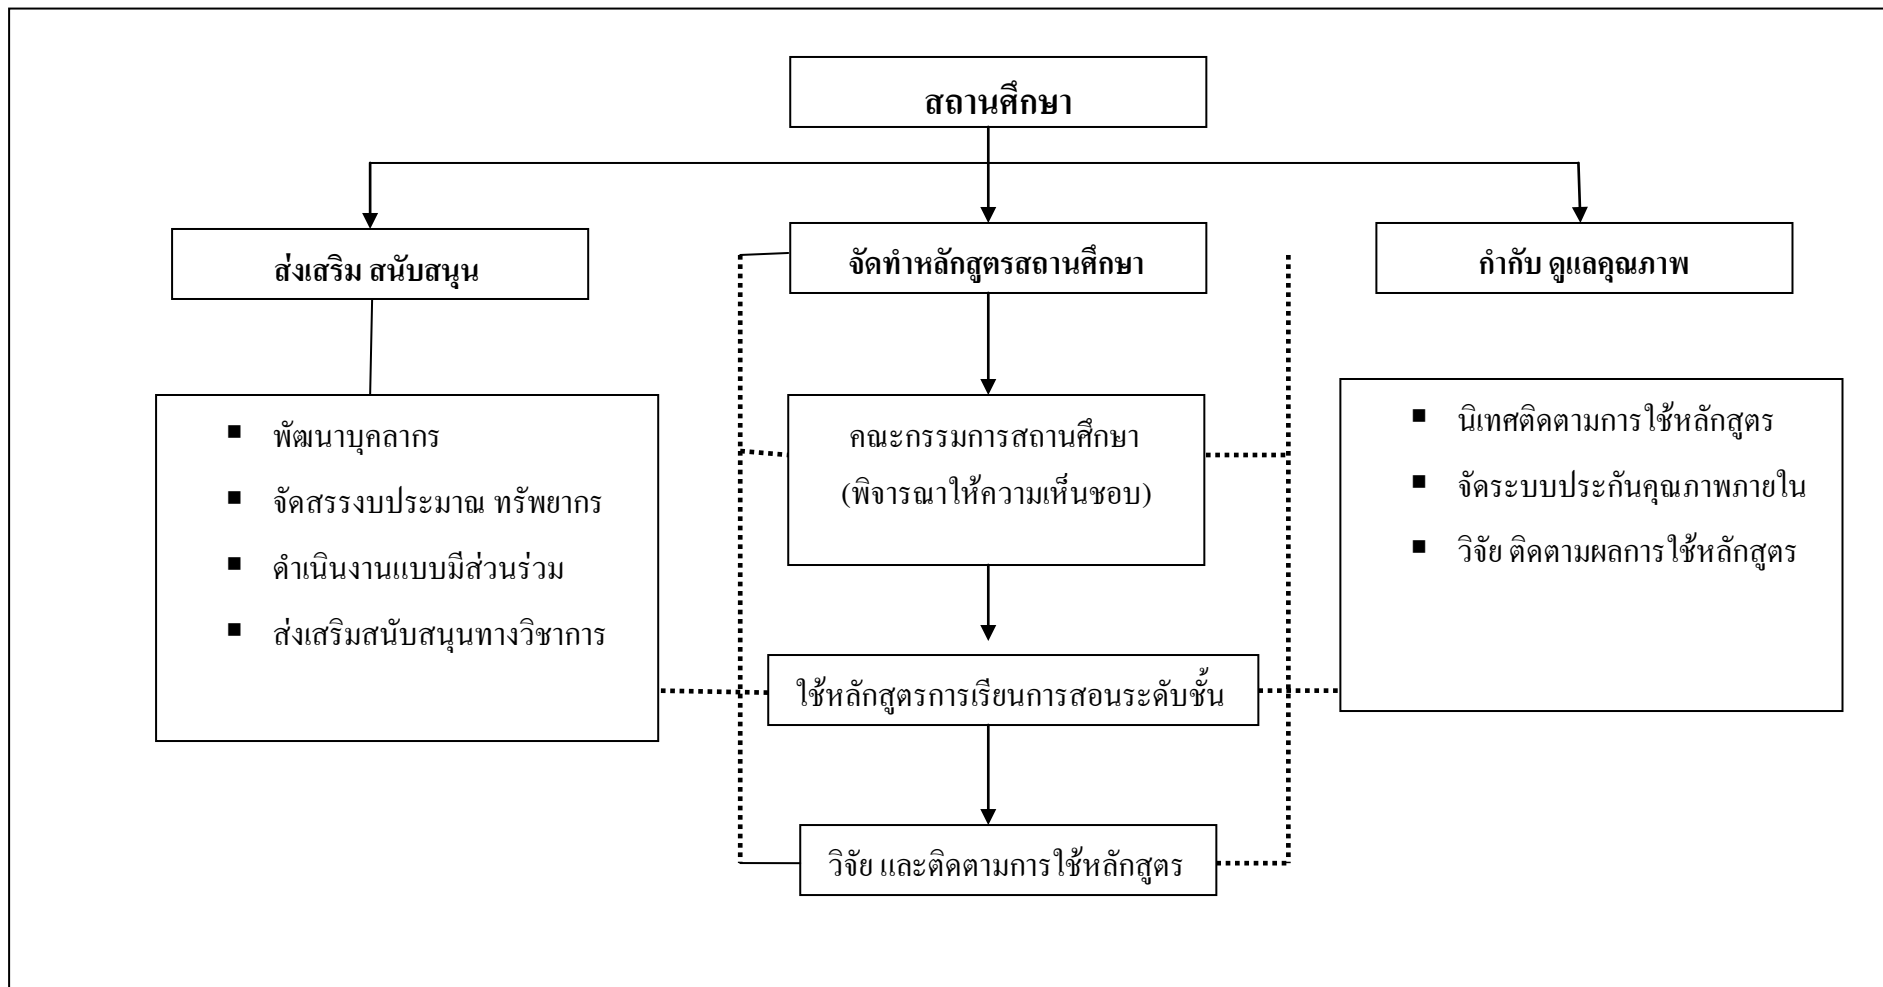 สถานศึกษา
ส่งเสริม สนับสนุน
จัดทำหลักสูตรสถานศึกษา
กำกับ ดูแลคุณภาพ
▪ พัฒนาบุคลากร
▪ จัดสรรงบประมาณ ทรัพยากร
▪ ดำเนินงานแบบมีส่วนร่วม
▪ ส่งเสริมสนับสนุนทางวิชาการ
คณะกรรมการสถานศึกษา
(พิจารณาให้ความเห็นชอบ)
▪ นิเทศติดตามการใช้หลักสูตร
▪ จัดระบบประกันคุณภาพภายใน
▪ วิจัย ติดตามผลการใช้หลักสูตร
ใช้หลักสูตรการเรียนการสอนระดับชั้น
วิจัย และติดตามการใช้หลักสูตร